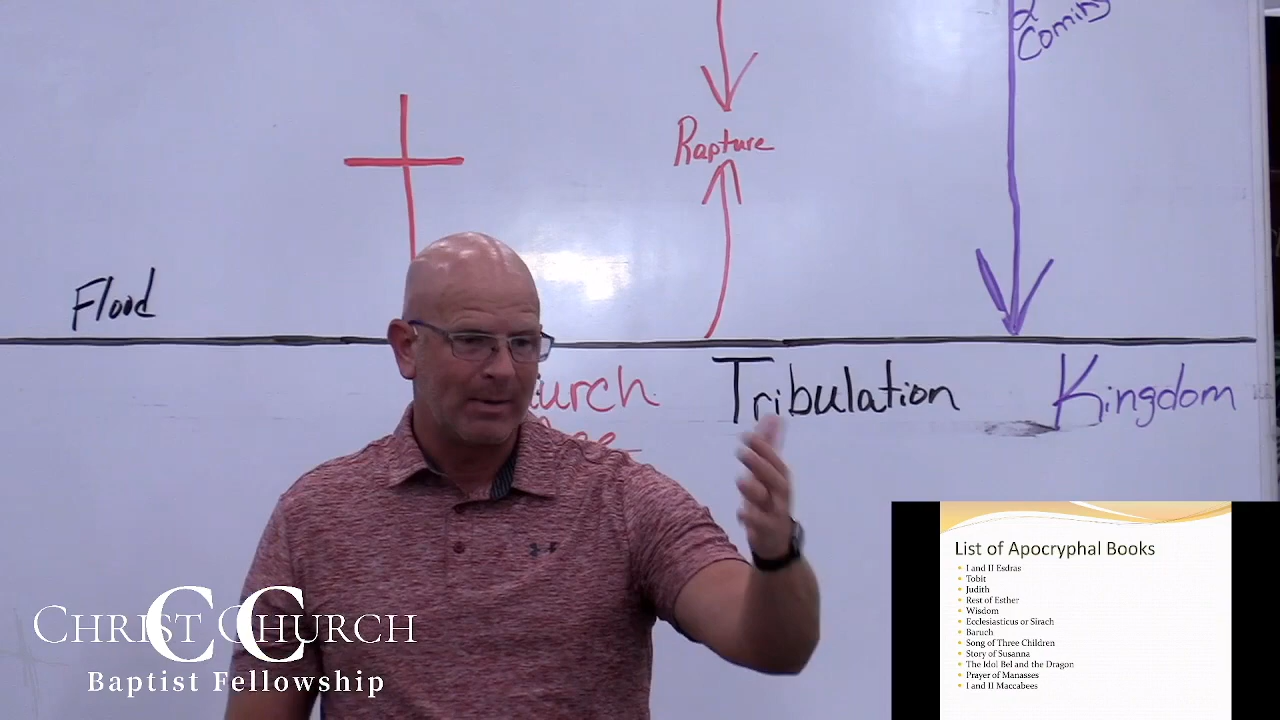 2
Coming
Rapture
Flood
Tribulation
Kingdom
CC
CHRIST CHURCH
Baptist Fellowship
List of Apocryphal Books
I and II Esdras
Tobit
Judith
Rest of Esther
Wisdom
Ecclesiasticus or Sirach
Baruch
Song of Three Children
Story of Susanna
The Idol Bel and the Dragon
Prayer of Manasses
I and II Maccabees